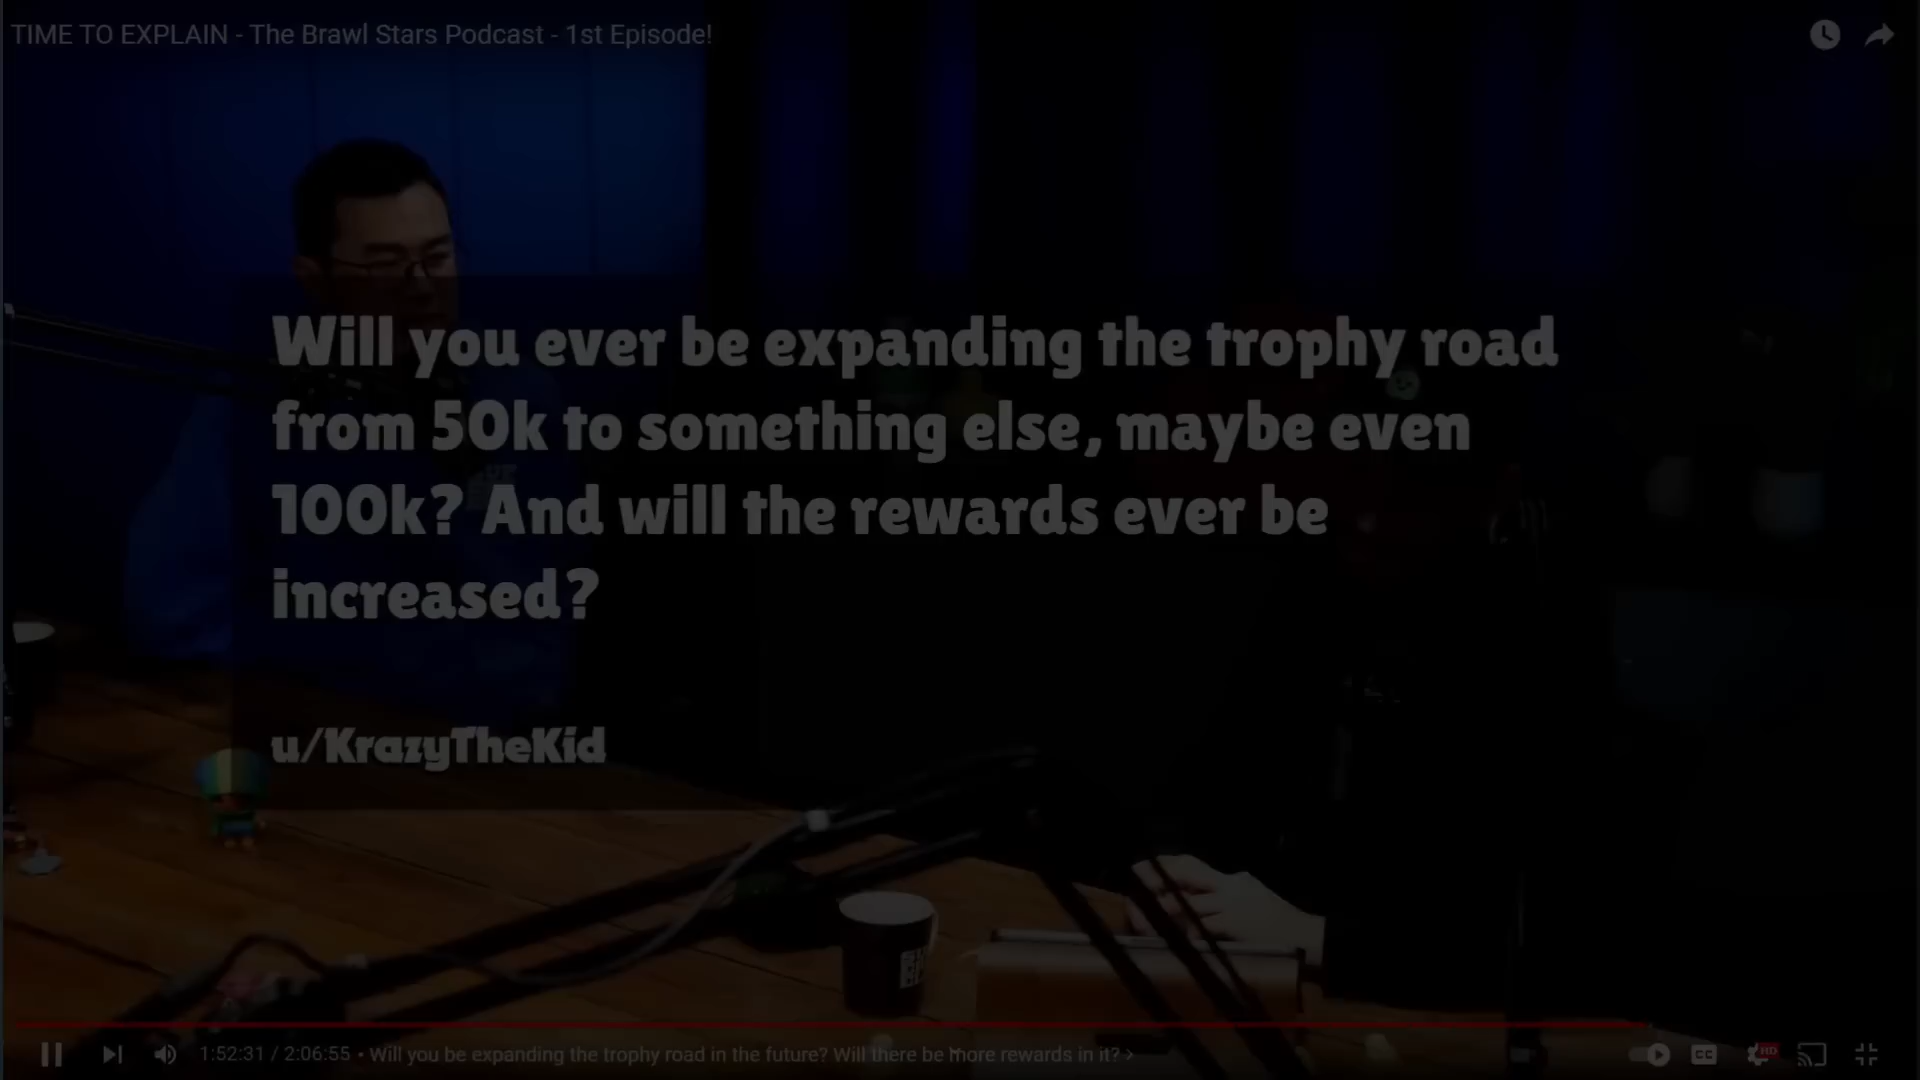 TIME TO EXPLAIN - The Brawl Stars Podcast - 1st Episode!
Will you ever be expanding the trophy road
from 50k to something else, maybe even
100k? And will the rewards ever be
increased?
u/KrazyTheKid
1:52:31 / 2:06:55 • Will you be expanding the trophy road in the future? Will there be more rewards in it? >
CC
HD